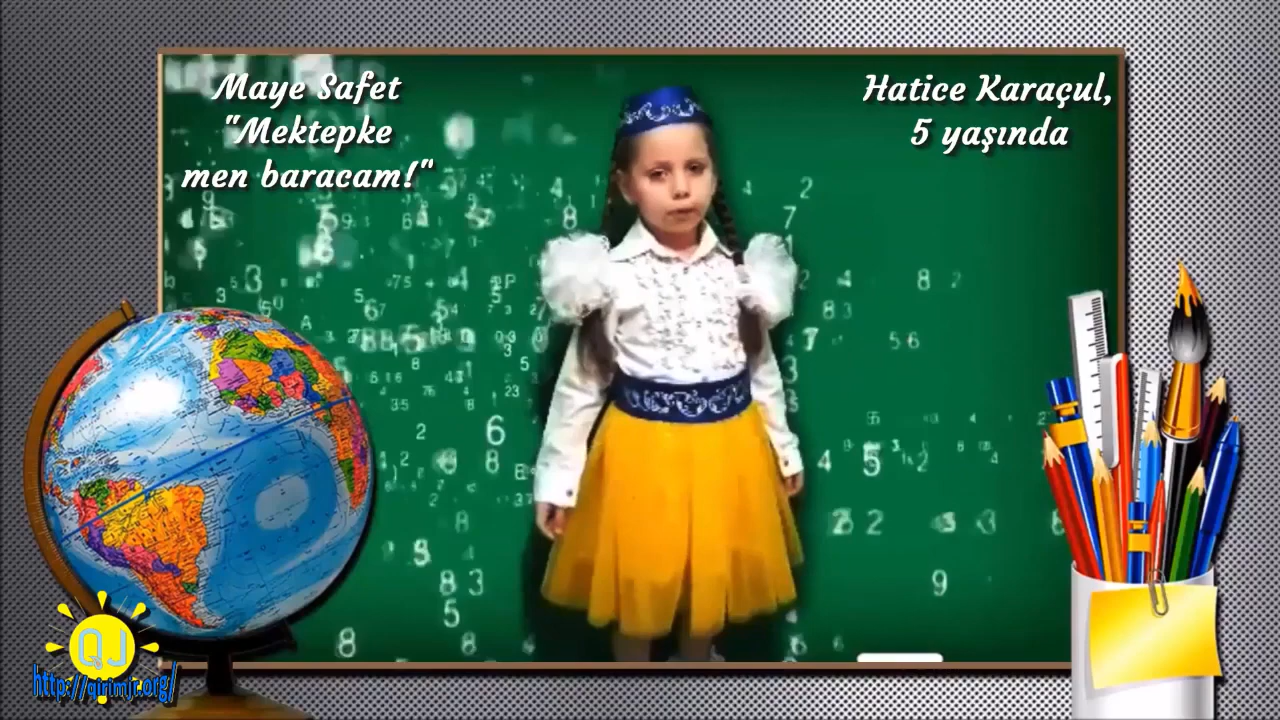 Maye Safet
"Mektepke
men baracam!"
Hatice Karaçul,
5 yaşında
QJ
http://qirimjr.org/